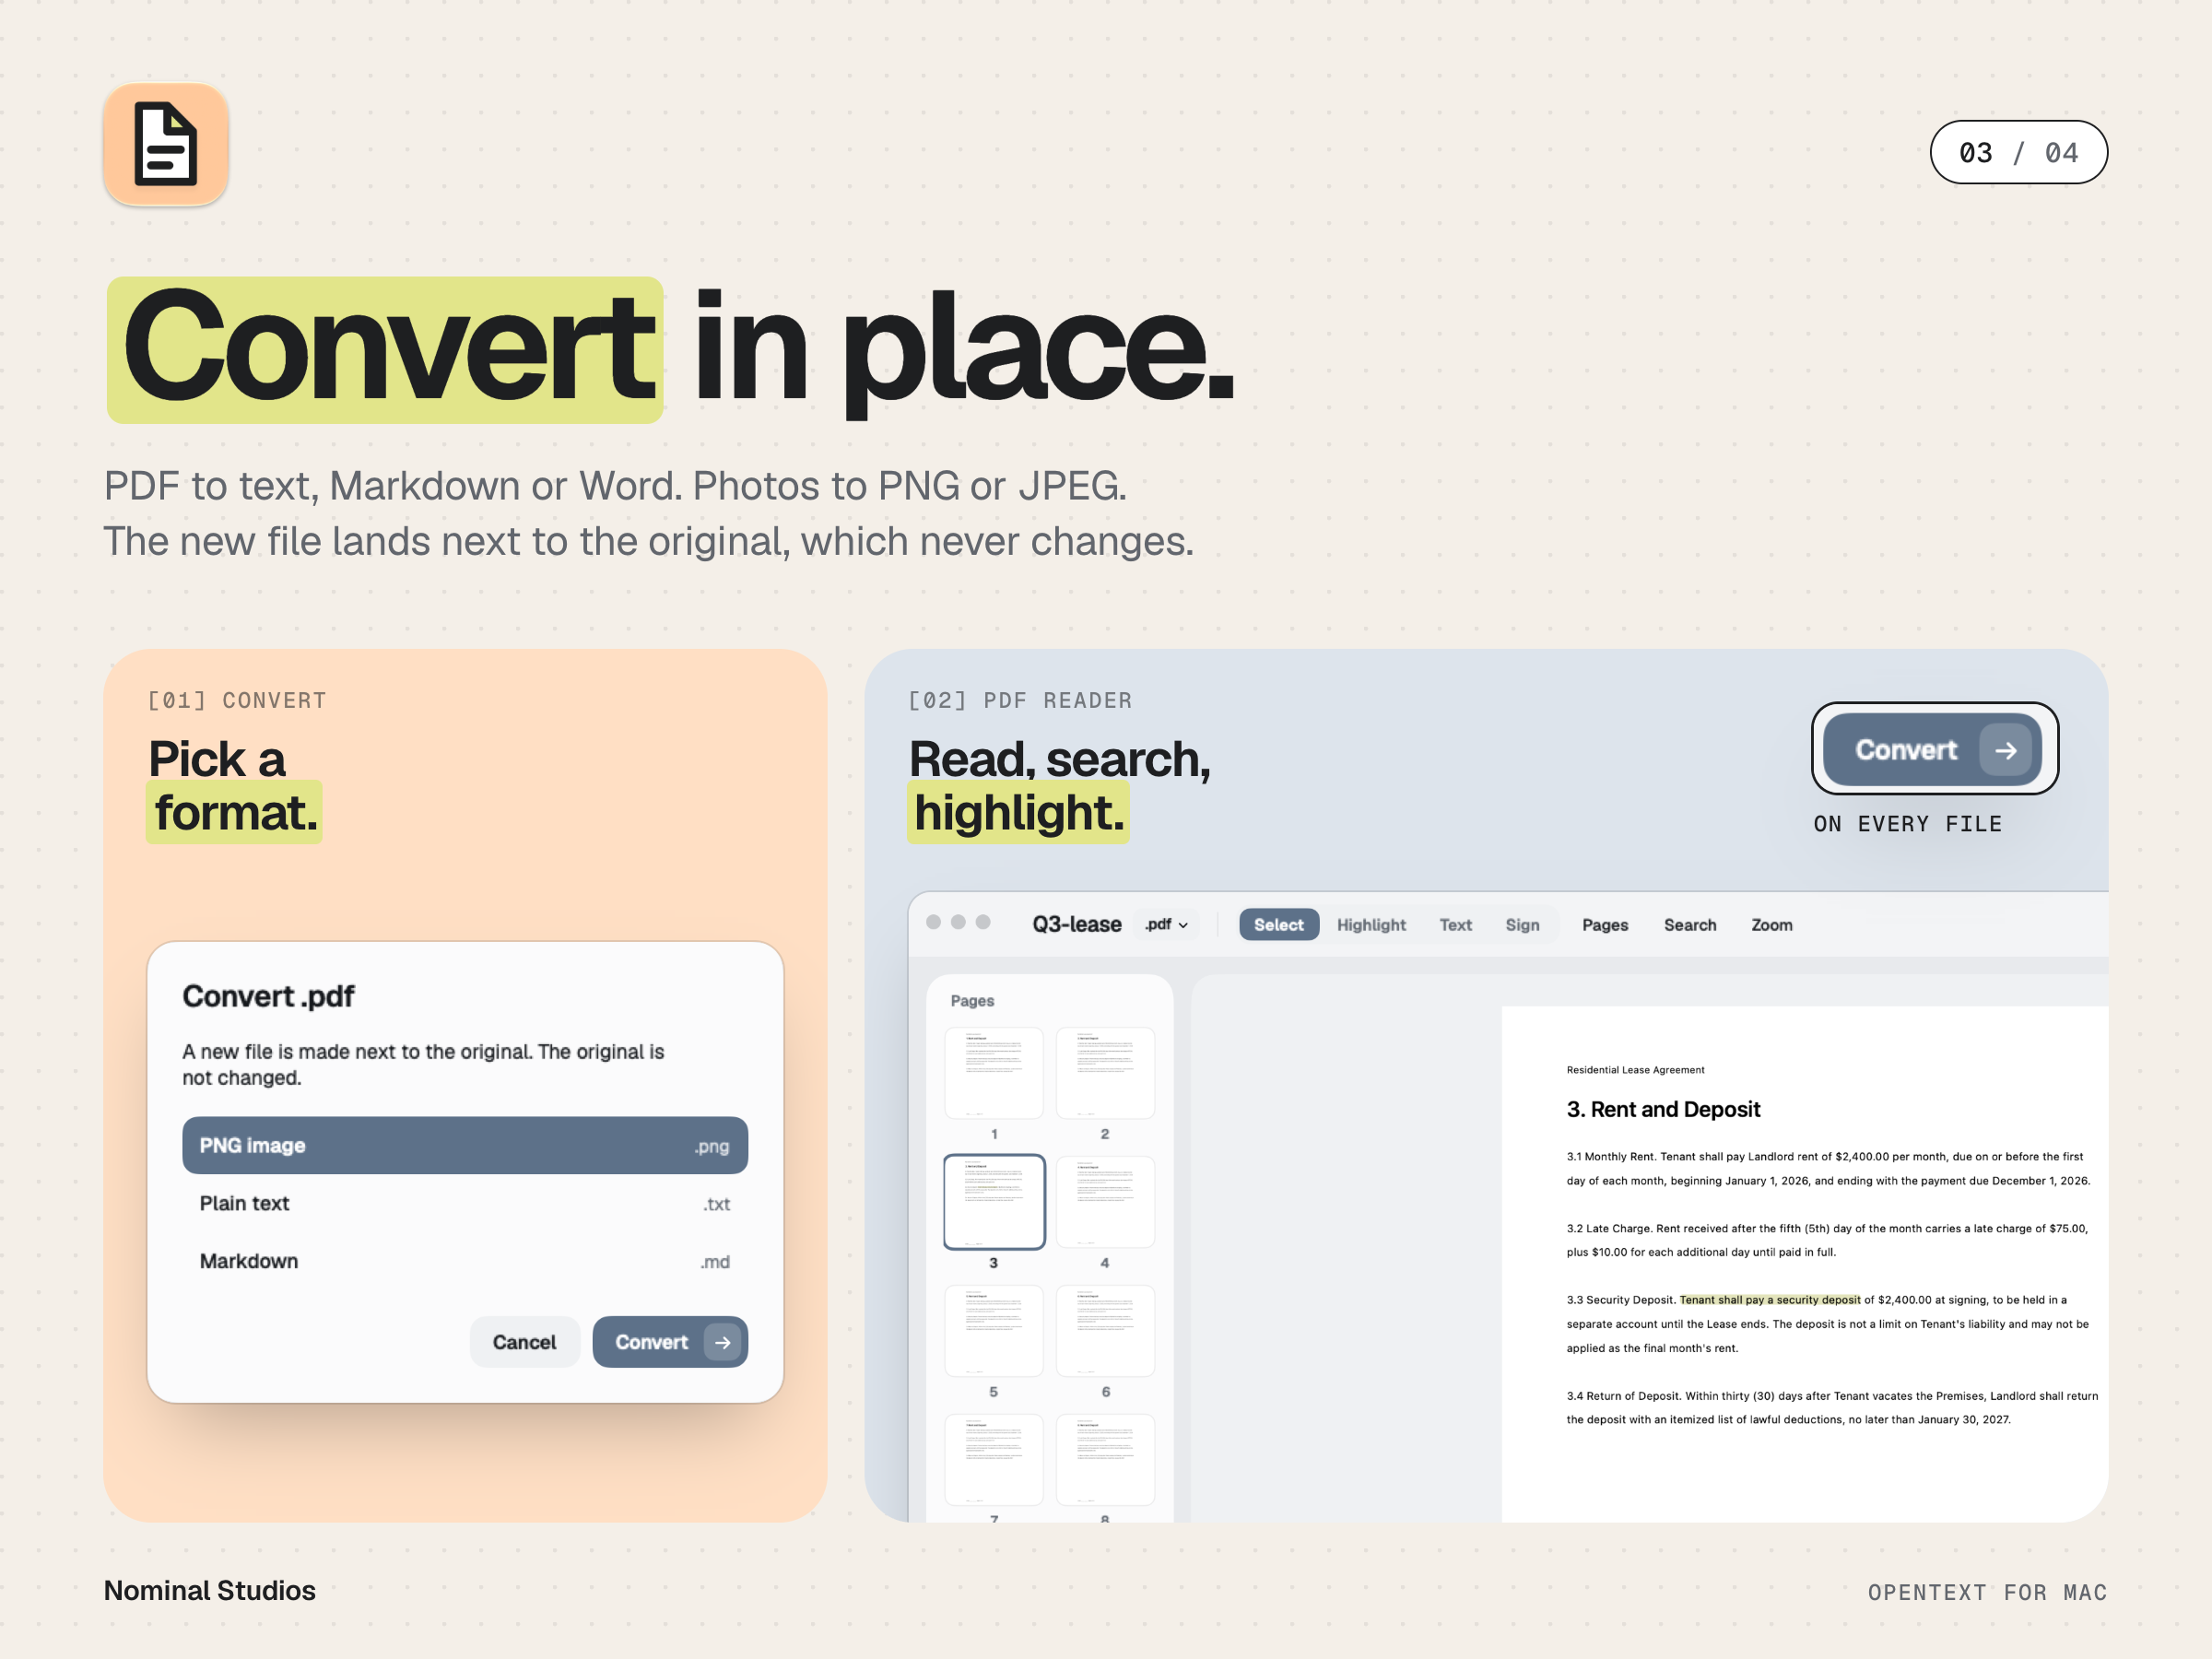 03 / 04
Convert in place.
PDF to text, Markdown or Word. Photos to PNG or JPEG.
The new file lands next to the original, which never changes.
[01] CONVERT
Pick a
format.
Convert .pdf
A new file is made next to the original. The original is
not changed.
PNG image .png
Plain text .txt
Markdown .md
Cancel Convert
[02] PDF READER
Read, search,
highlight.
Convert
ON EVERY FILE
Q3-lease .pdf Select Highlight Text Sign Pages Search Zoom
Pages
1 2
3 4
5 6
7 8
Residential Lease Agreement
3. Rent and Deposit
3.1 Monthly Rent. Tenant shall pay Landlord rent of $2,400.00 per month, due on or before the first
day of each month, beginning January 1, 2026, and ending with the payment due December 1, 2026.
3.2 Late Charge. Rent received after the fifth (5th) day of the month carries a late charge of $75.00,
plus $10.00 for each additional day until paid in full.
3.3 Security Deposit. Tenant shall pay a security deposit of $2,400.00 at signing, to be held in a
separate account until the Lease ends. The deposit is not a limit on Tenant's liability and may not be
applied as the final month's rent.
3.4 Return of Deposit. Within thirty (30) days after Tenant vacates the Premises, Landlord shall return
the deposit with an itemized list of lawful deductions, no later than January 30, 2027.
Nominal Studios
OPENTEXT FOR MAC